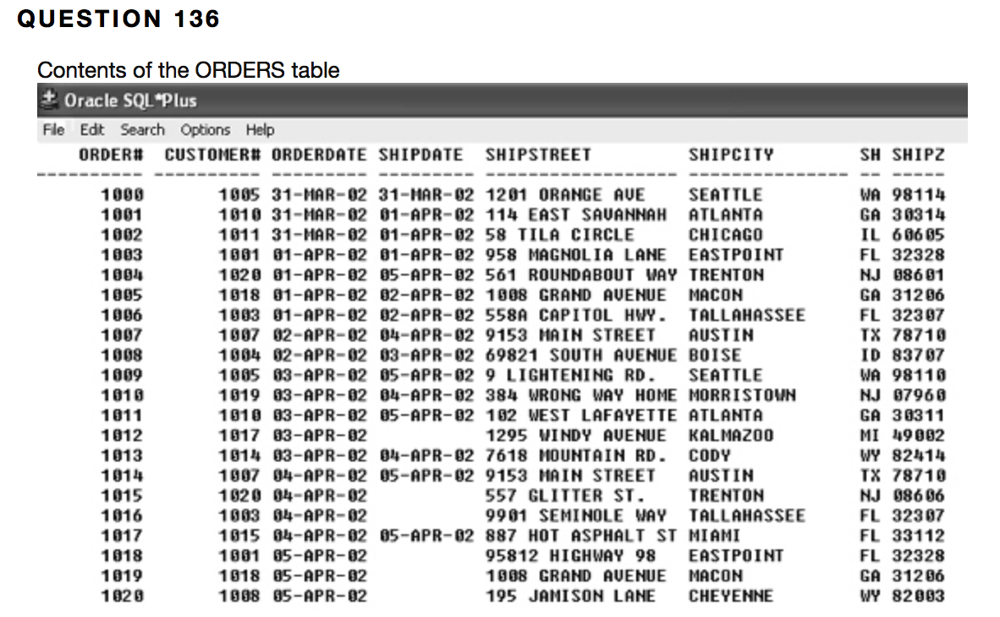 QUESTION 136
Contents of the ORDERS table
Oracle SQL*Plus
File Edit Search Options Help
ORDER# CUSTOMER# ORDERDATE SHIPDATE SHIPSTREET SHIPCITY SH SHIPZ
---------- ---------- --------- --------- ------------------ --------------- -- -----
1000 1005 31-MAR-02 31-MAR-02 1201 ORANGE AVE SEATTLE WA 98114
1001 1010 31-MAR-02 01-APR-02 114 EAST SAVANNAH ATLANTA GA 30314
1002 1011 31-MAR-02 01-APR-02 58 TILA CIRCLE CHICAGO IL 60605
1003 1001 01-APR-02 01-APR-02 958 MAGNOLIA LANE EASTPOINT FL 32328
1004 1020 01-APR-02 05-APR-02 561 ROUNDABOUT WAY TRENTON NJ 08601
1005 1018 01-APR-02 02-APR-02 1008 GRAND AVENUE MACON GA 31206
1006 1003 01-APR-02 02-APR-02 558A CAPITOL HWY. TALLAHASSEE FL 32307
1007 1007 02-APR-02 04-APR-02 9153 MAIN STREET AUSTIN TX 78710
1008 1004 02-APR-02 03-APR-02 69821 SOUTH AVENUE BOISE ID 83707
1009 1005 03-APR-02 05-APR-02 9 LIGHTENING RD. SEATTLE WA 98110
1010 1019 03-APR-02 04-APR-02 384 WRONG WAY HOME MORRISTOWN NJ 07960
1011 1010 03-APR-02 05-APR-02 102 WEST LAFAYETTE ATLANTA GA 30311
1012 1017 03-APR-02 1295 WINDY AVENUE KALMAZOO MI 49002
1013 1014 03-APR-02 04-APR-02 7618 MOUNTAIN RD. CODY WY 82414
1014 1007 04-APR-02 05-APR-02 9153 MAIN STREET AUSTIN TX 78710
1015 1020 04-APR-02 557 GLITTER ST. TRENTON NJ 08606
1016 1003 04-APR-02 9901 SEMINOLE WAY TALLAHASSEE FL 32307
1017 1015 04-APR-02 05-APR-02 887 HOT ASPHALT ST MIAMI FL 33112
1018 1001 05-APR-02 95812 HIGHWAY 98 EASTPOINT FL 32328
1019 1018 05-APR-02 1008 GRAND AVENUE MACON GA 31206
1020 1008 05-APR-02 195 JAMISON LANE CHEYENNE WY 82003